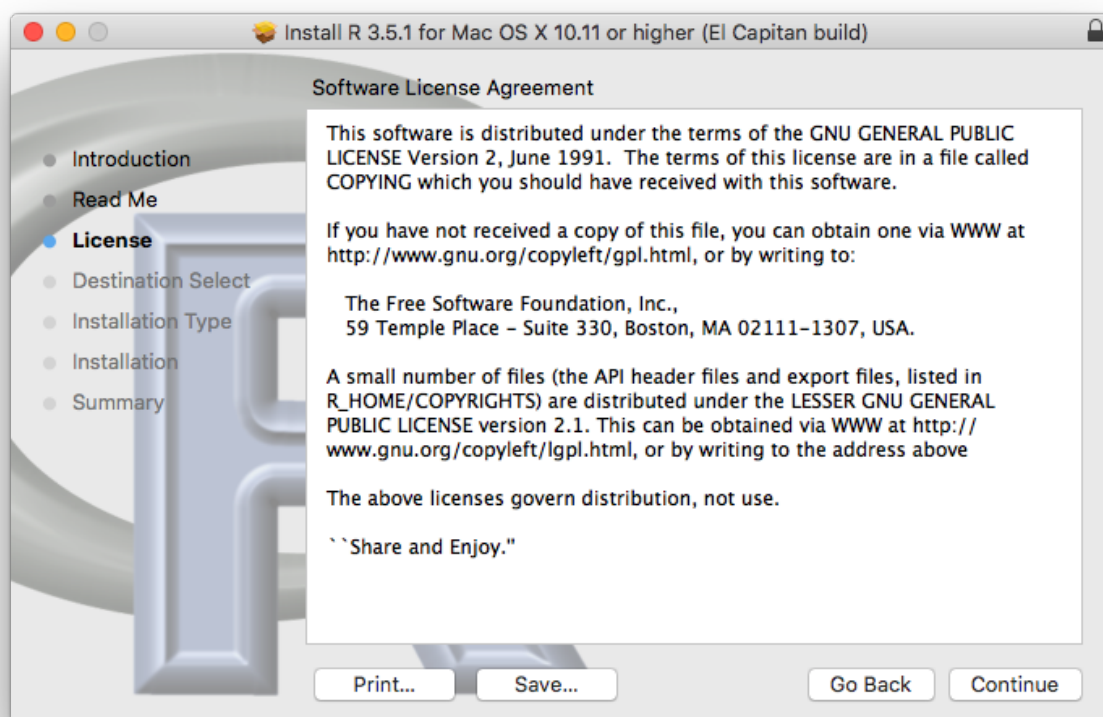 Install R 3.5.1 for Mac OS X 10.11 or higher (El Capitan build)
Introduction
Read Me
License
Destination Select
Installation Type
Installation
Summary
Software License Agreement
This software is distributed under the terms of the GNU GENERAL PUBLIC
LICENSE Version 2, June 1991.  The terms of this license are in a file called
COPYING which you should have received with this software.
If you have not received a copy of this file, you can obtain one via WWW at
http://www.gnu.org/copyleft/gpl.html, or by writing to:
The Free Software Foundation, Inc.,
59 Temple Place – Suite 330, Boston, MA 02111–1307, USA.
A small number of files (the API header files and export files, listed in
R_HOME/COPYRIGHTS) are distributed under the LESSER GNU GENERAL
PUBLIC LICENSE version 2.1. This can be obtained via WWW at http://
www.gnu.org/copyleft/lgpl.html, or by writing to the address above
The above licenses govern distribution, not use.
``Share and Enjoy.''
Print...
Save...
Go Back
Continue